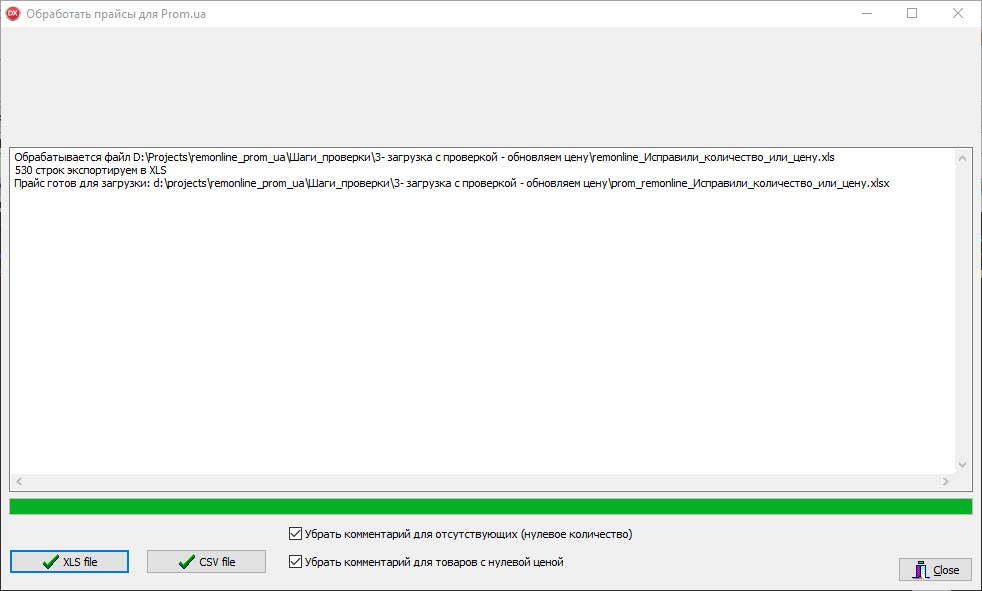 DX Обработать прайсы для Prom.ua
Обрабатывается файл D:\Projects\remonline_prom_ua\Шаги_проверки\3- загрузка с проверкой - обновляем цену\remonline_Исправили_количество_или_цену.xls
530 строк экспортируем в XLS
Прайс готов для загрузки: d:\projects\remonline_prom_ua\Шаги_проверки\3- загрузка с проверкой - обновляем цену\prom_remonline_Исправили_количество_или_цену.xlsx
Убрать комментарий для отсутствующих (нулевое количество)
XLS file
CSV file
Убрать комментарий для товаров с нулевой ценой
Close